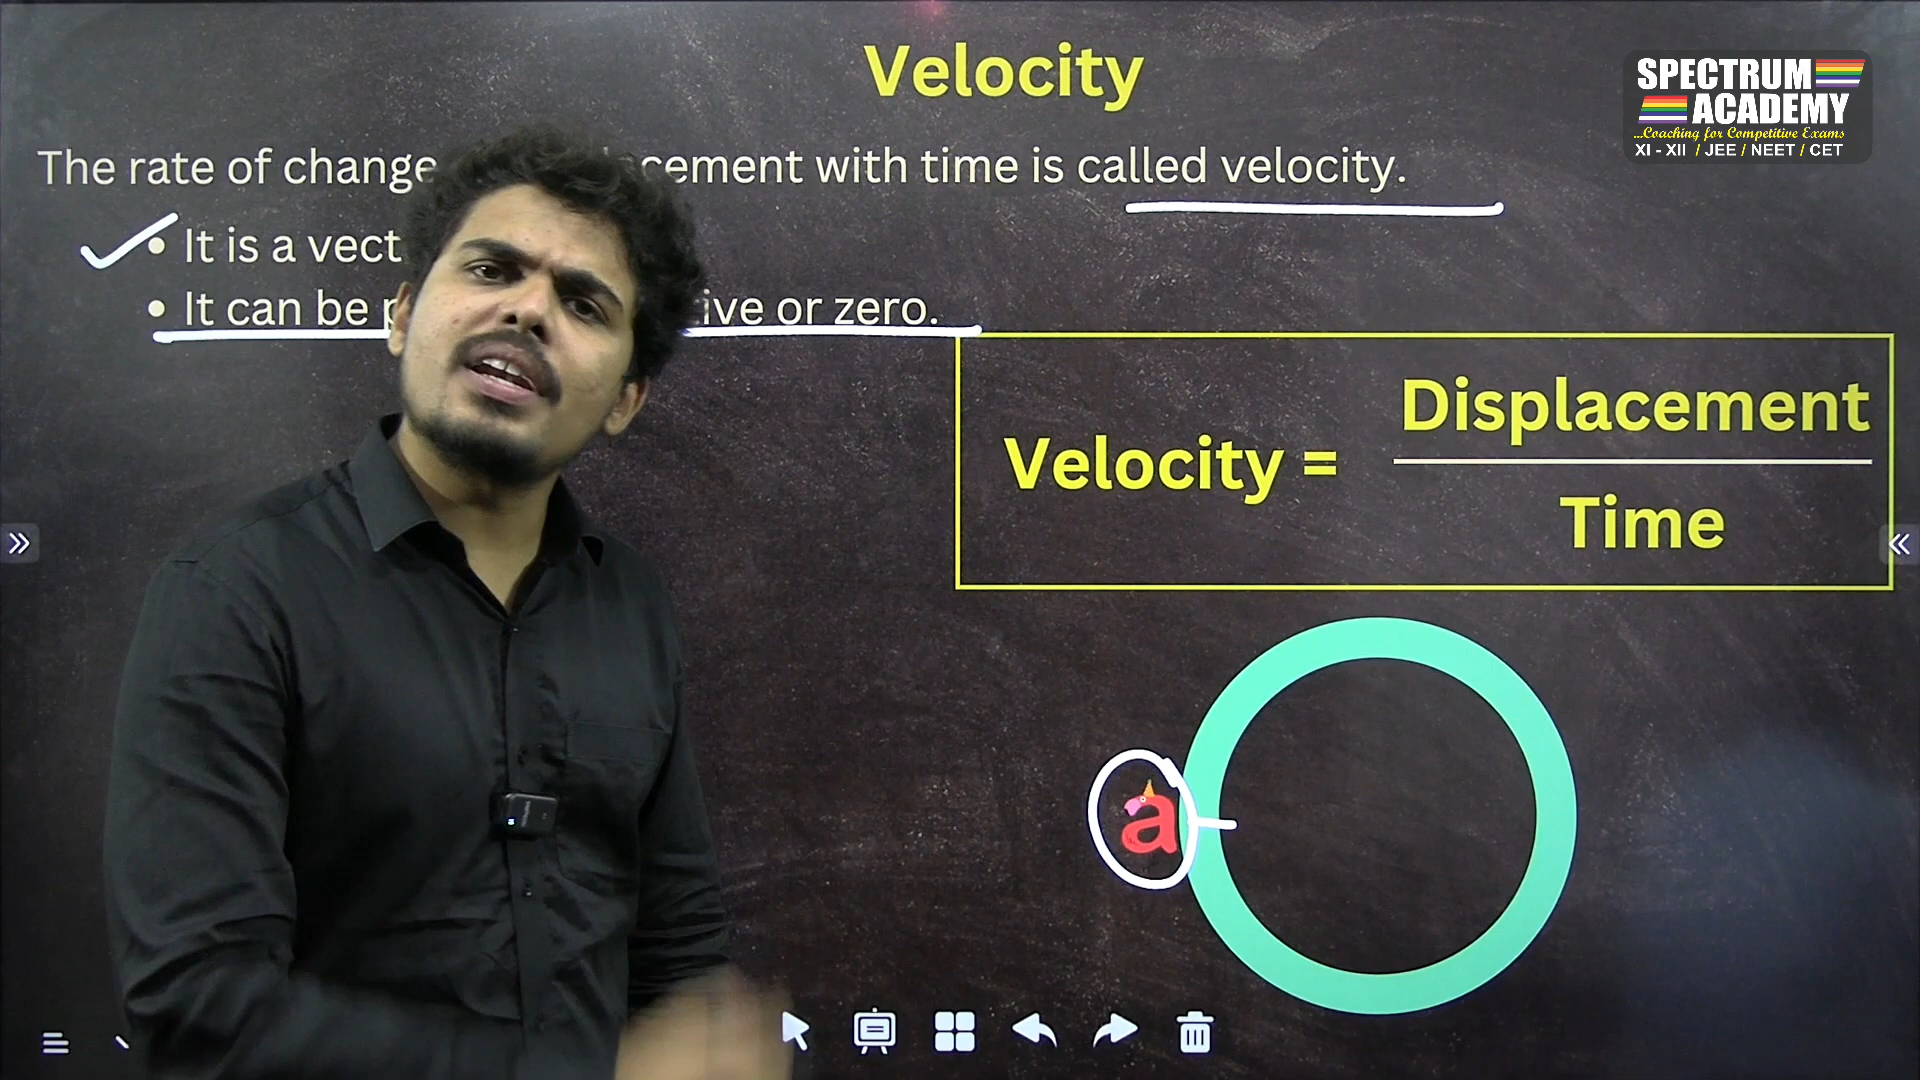 Velocity
SPECTRUM
ACADEMY
...Coaching for Competitive Exams
XI - XII / JEE / NEET / CET
The rate of change cement with time is called velocity.
• It is a vect
• It can be p ive or zero.
Displacement
Velocity =
Time
a